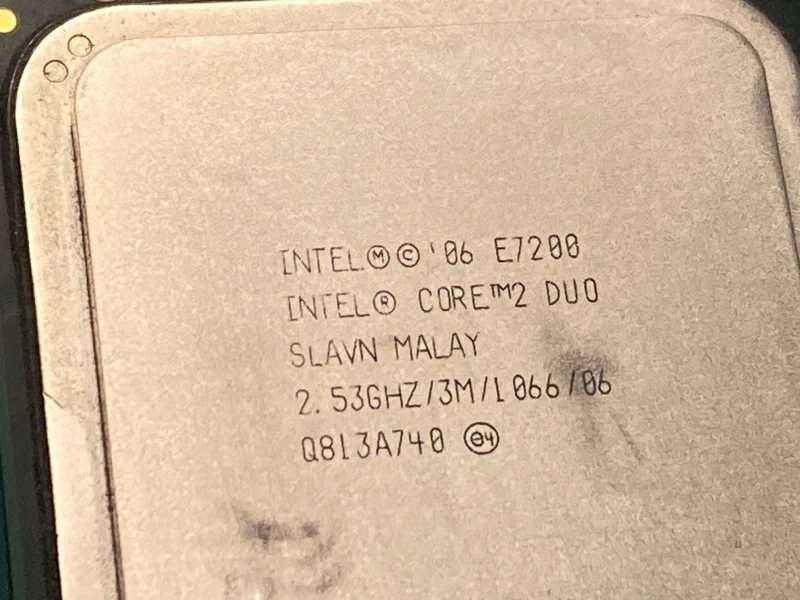 INTEL Ⓜ © '06 E7200
INTEL® CORE™2 DUO
SLAVN MALAY
2.53GHZ/3M/1066/06
Q813A740 e4